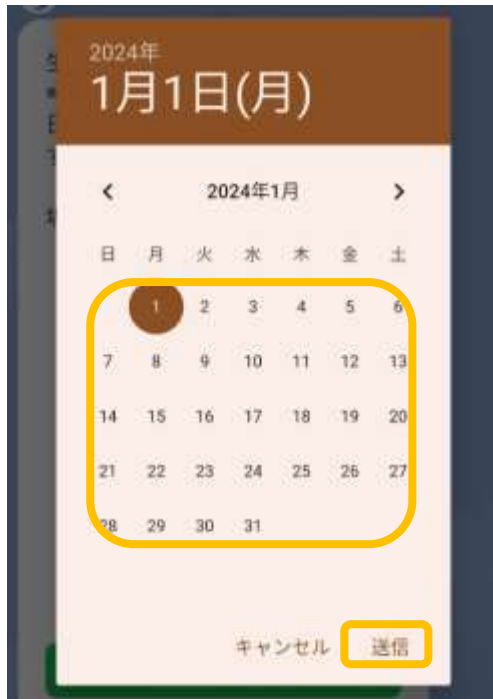 2024年
1月1日(月)
2024年1月
日 月 火 水 木 金 土
1 2 3 4 5 6
7 8 9 10 11 12 13
14 15 16 17 18 19 20
21 22 23 24 25 26 27
28 29 30 31
キャンセル 送信